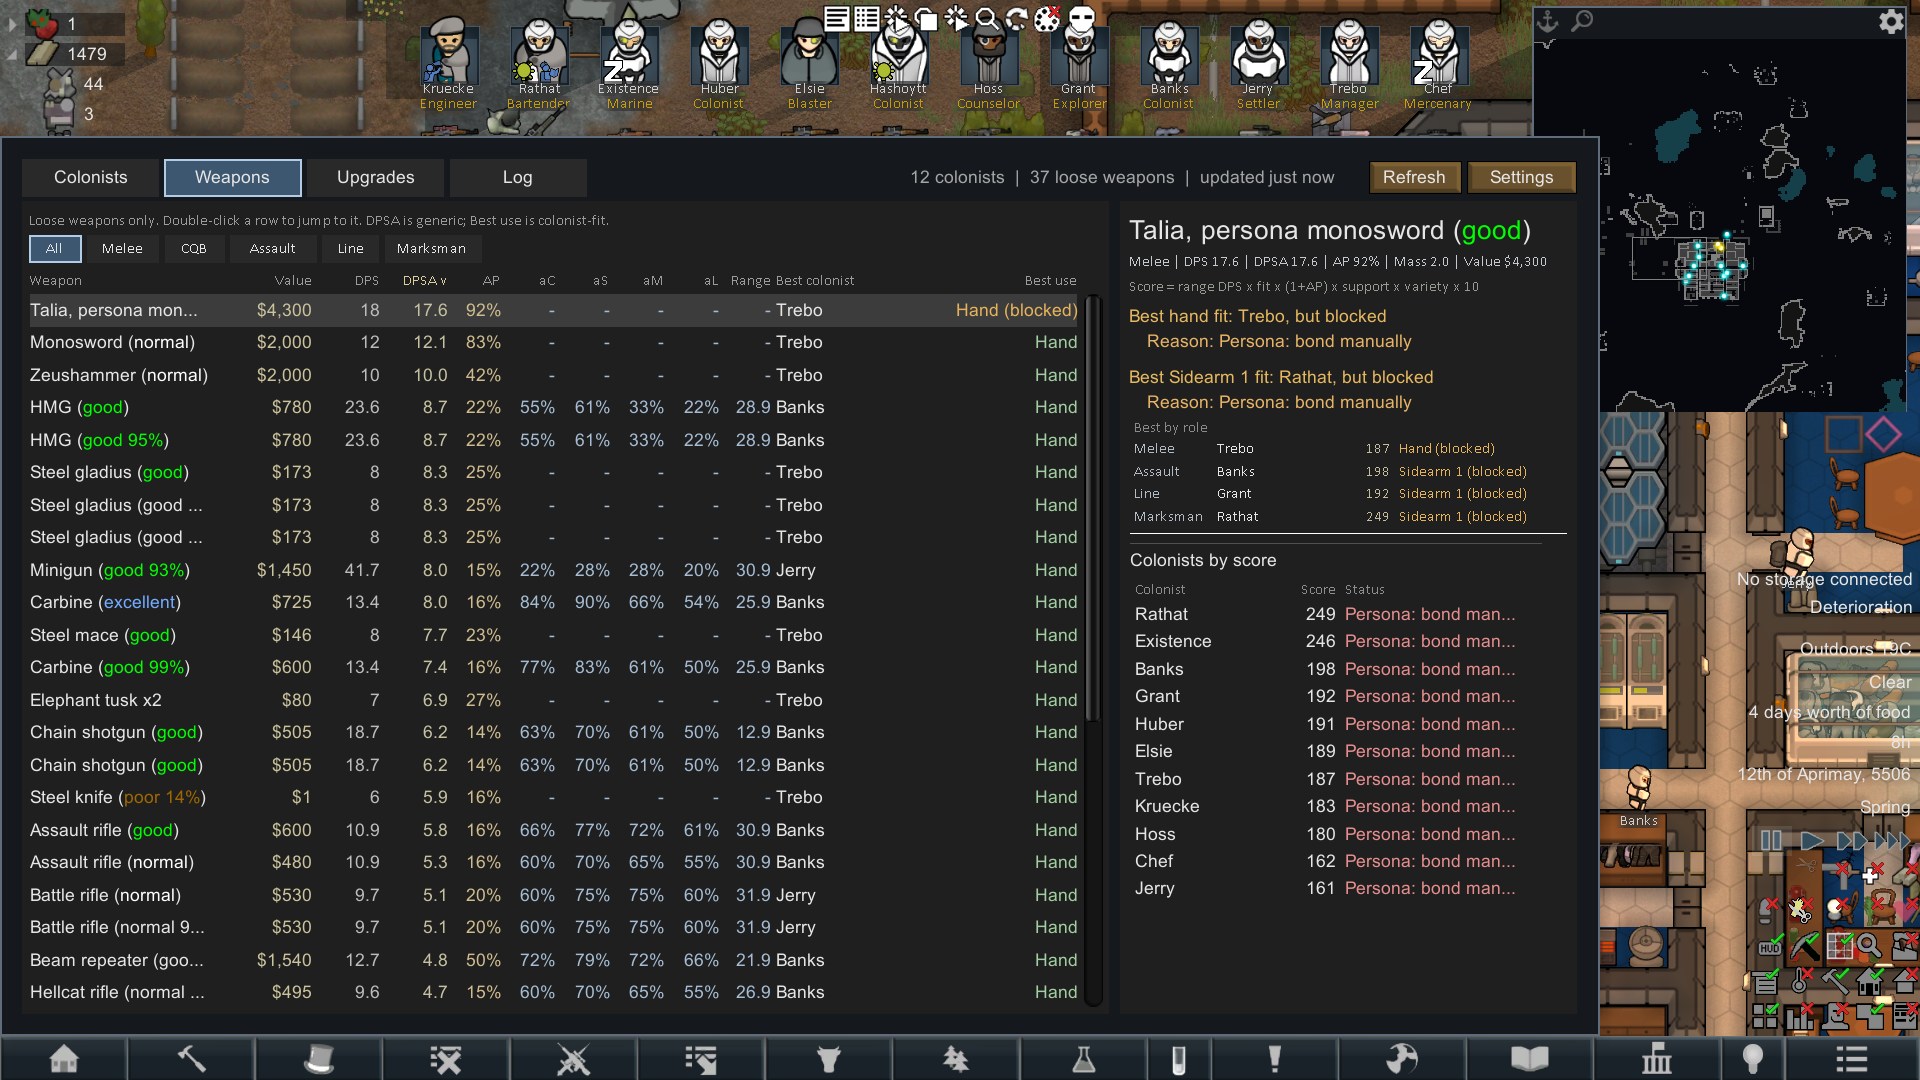 1
1479
44
3
Kruecke
Engineer
Rathat
Bartender
Existence
Marine
Huber
Colonist
Elsie
Blaster
Hashoytt
Colonist
Hoss
Counselor
Grant
Explorer
Banks
Colonist
Jerry
Settler
Trebo
Manager
Chef
Mercenary
Colonists Weapons Upgrades Log
12 colonists | 37 loose weapons | updated just now Refresh Settings
Loose weapons only. Double-click a row to jump to it. DPSA is generic; Best use is colonist-fit.
All Melee CQB Assault Line Marksman
Weapon Value DPS DPSA v AP aC aS aM aL Range Best colonist Best use
Talia, persona mon... $4,300 18 17.6 92% - - - - - Trebo Hand (blocked)
Monosword (normal) $2,000 12 12.1 83% - - - - - Trebo Hand
Zeushammer (normal) $2,000 10 10.0 42% - - - - - Trebo Hand
HMG (good) $780 23.6 8.7 22% 55% 61% 33% 22% 28.9 Banks Hand
HMG (good 95%) $780 23.6 8.7 22% 55% 61% 33% 22% 28.9 Banks Hand
Steel gladius (good) $173 8 8.3 25% - - - - - Trebo Hand
Steel gladius (good ... $173 8 8.3 25% - - - - - Trebo Hand
Steel gladius (good ... $173 8 8.3 25% - - - - - Trebo Hand
Minigun (good 93%) $1,450 41.7 8.0 15% 22% 28% 28% 20% 30.9 Jerry Hand
Carbine (excellent) $725 13.4 8.0 16% 84% 90% 66% 54% 25.9 Banks Hand
Steel mace (good) $146 8 7.7 23% - - - - - Trebo Hand
Carbine (good 99%) $600 13.4 7.4 16% 77% 83% 61% 50% 25.9 Banks Hand
Elephant tusk x2 $80 7 6.9 27% - - - - - Trebo Hand
Chain shotgun (good) $505 18.7 6.2 14% 63% 70% 61% 50% 12.9 Banks Hand
Chain shotgun (good) $505 18.7 6.2 14% 63% 70% 61% 50% 12.9 Banks Hand
Steel knife (poor 14%) $1 6 5.9 16% - - - - - Trebo Hand
Assault rifle (good) $600 10.9 5.8 16% 66% 77% 72% 61% 30.9 Banks Hand
Assault rifle (normal) $480 10.9 5.3 16% 60% 70% 65% 55% 30.9 Banks Hand
Battle rifle (normal) $530 9.7 5.1 20% 60% 75% 75% 60% 31.9 Jerry Hand
Battle rifle (normal 9... $530 9.7 5.1 20% 60% 75% 75% 60% 31.9 Jerry Hand
Beam repeater (goo... $1,540 12.7 4.8 50% 72% 79% 72% 66% 21.9 Banks Hand
Hellcat rifle (normal ... $495 9.6 4.7 15% 60% 70% 65% 55% 26.9 Banks Hand
Talia, persona monosword (good)
Melee | DPS 17.6 | DPSA 17.6 | AP 92% | Mass 2.0 | Value $4,300
Score = range DPS x fit x (1+AP) x support x variety x 10
Best hand fit: Trebo, but blocked
Reason: Persona: bond manually
Best Sidearm 1 fit: Rathat, but blocked
Reason: Persona: bond manually
Best by role
Melee Trebo 187 Hand (blocked)
Assault Banks 198 Sidearm 1 (blocked)
Line Grant 192 Sidearm 1 (blocked)
Marksman Rathat 249 Sidearm 1 (blocked)
Colonists by score
Colonist Score Status
Rathat 249 Persona: bond man...
Existence 246 Persona: bond man...
Banks 198 Persona: bond man...
Grant 192 Persona: bond man...
Huber 191 Persona: bond man...
Elsie 189 Persona: bond man...
Trebo 187 Persona: bond man...
Kruecke 183 Persona: bond man...
Hoss 180 Persona: bond man...
Chef 162 Persona: bond man...
Jerry 161 Persona: bond man...
No storage connected
Jerry
Deterioration
Outdoors 19C
Clear
4 days worth of food
8h
12th of Aprimay, 5506
Spring
Banks
HUD